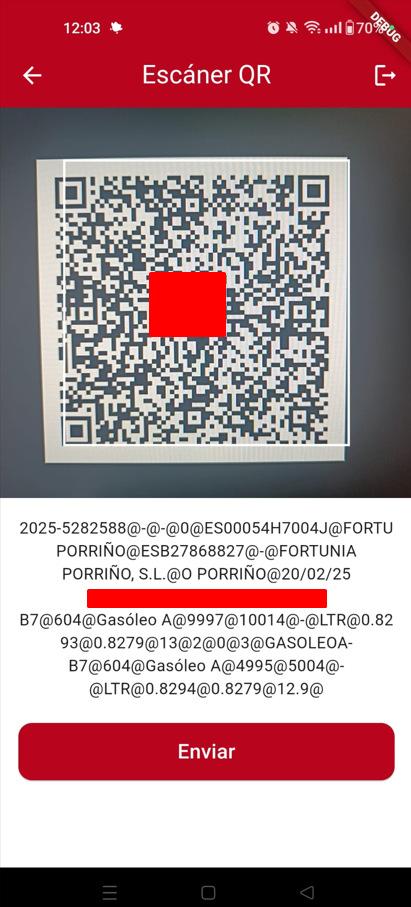 12:03
70%
DEBUG
Escáner QR
2025-5282588@-@-@0@ES00054H7004J@FORTU
PORRIÑO@ESB27868827@-@FORTUNIA
PORRIÑO, S.L.@O PORRIÑO@20/02/25
B7@604@Gasóleo A@9997@10014@-@LTR@0.82
93@0.8279@13@2@0@3@GASOLEOA-
B7@604@Gasóleo A@4995@5004@-
@LTR@0.8294@0.8279@12.9@
Enviar